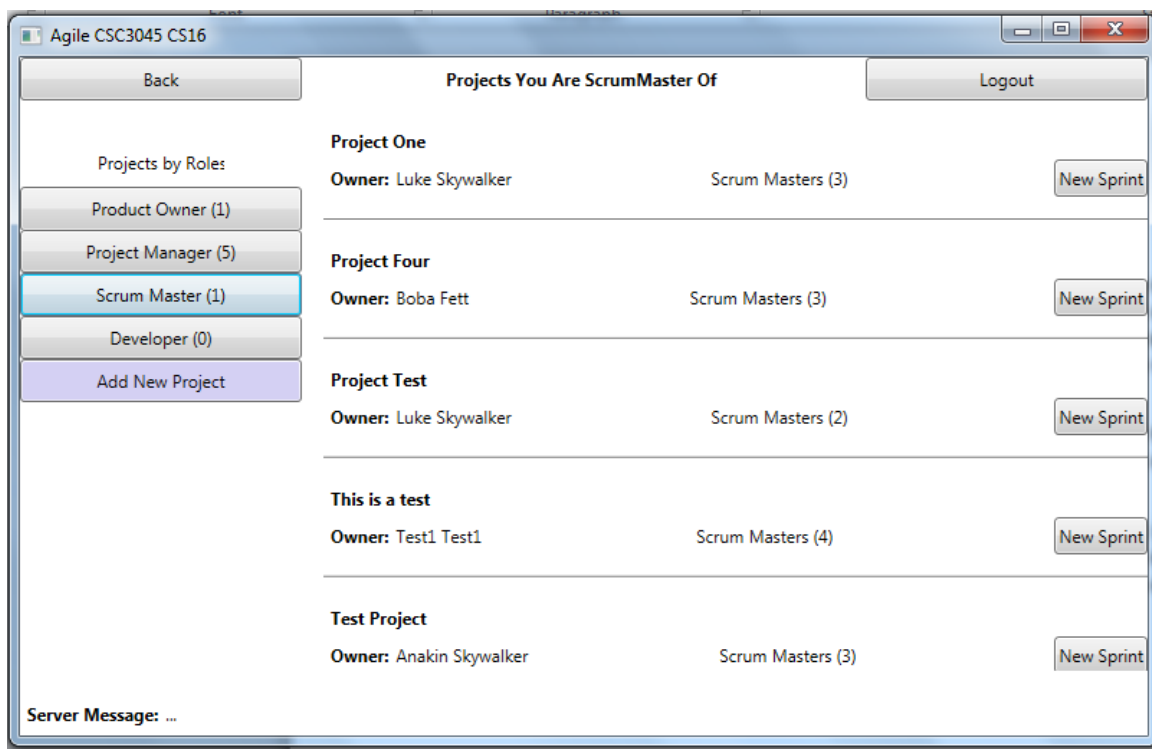 Agile CSC3045 CS16
Back Projects You Are ScrumMaster Of Logout
Projects by Roles
Product Owner (1)
Project Manager (5)
Scrum Master (1)
Developer (0)
Add New Project
Project One
Owner: Luke Skywalker Scrum Masters (3) New Sprint
Project Four
Owner: Boba Fett Scrum Masters (3) New Sprint
Project Test
Owner: Luke Skywalker Scrum Masters (2) New Sprint
This is a test
Owner: Test1 Test1 Scrum Masters (4) New Sprint
Test Project
Owner: Anakin Skywalker Scrum Masters (3) New Sprint
Server Message: ...